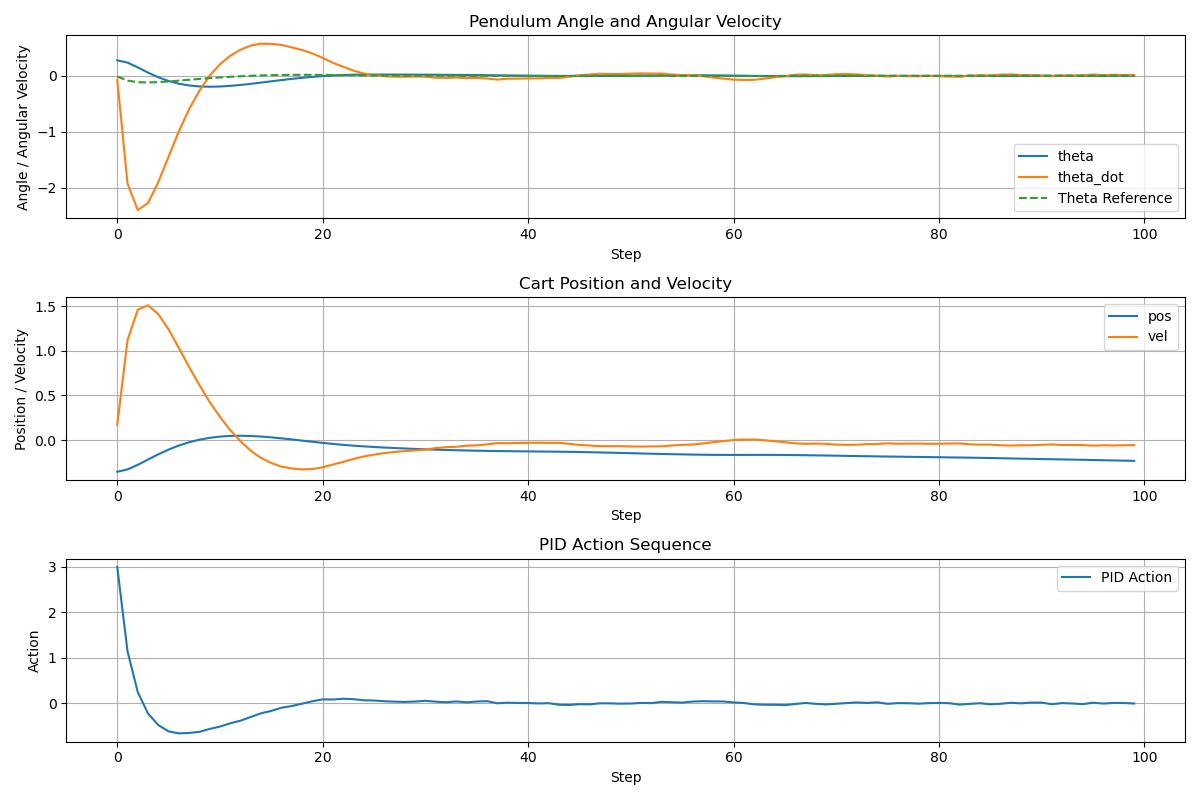 Pendulum Angle and Angular Velocity
Angle / Angular Velocity
0
−1
−2
theta
theta_dot
Theta Reference
0 20 40 60 80 100
Step
Cart Position and Velocity
Position / Velocity
1.5
1.0
0.5
0.0
pos
vel
0 20 40 60 80 100
Step
PID Action Sequence
Action
3
2
1
0
PID Action
0 20 40 60 80 100
Step